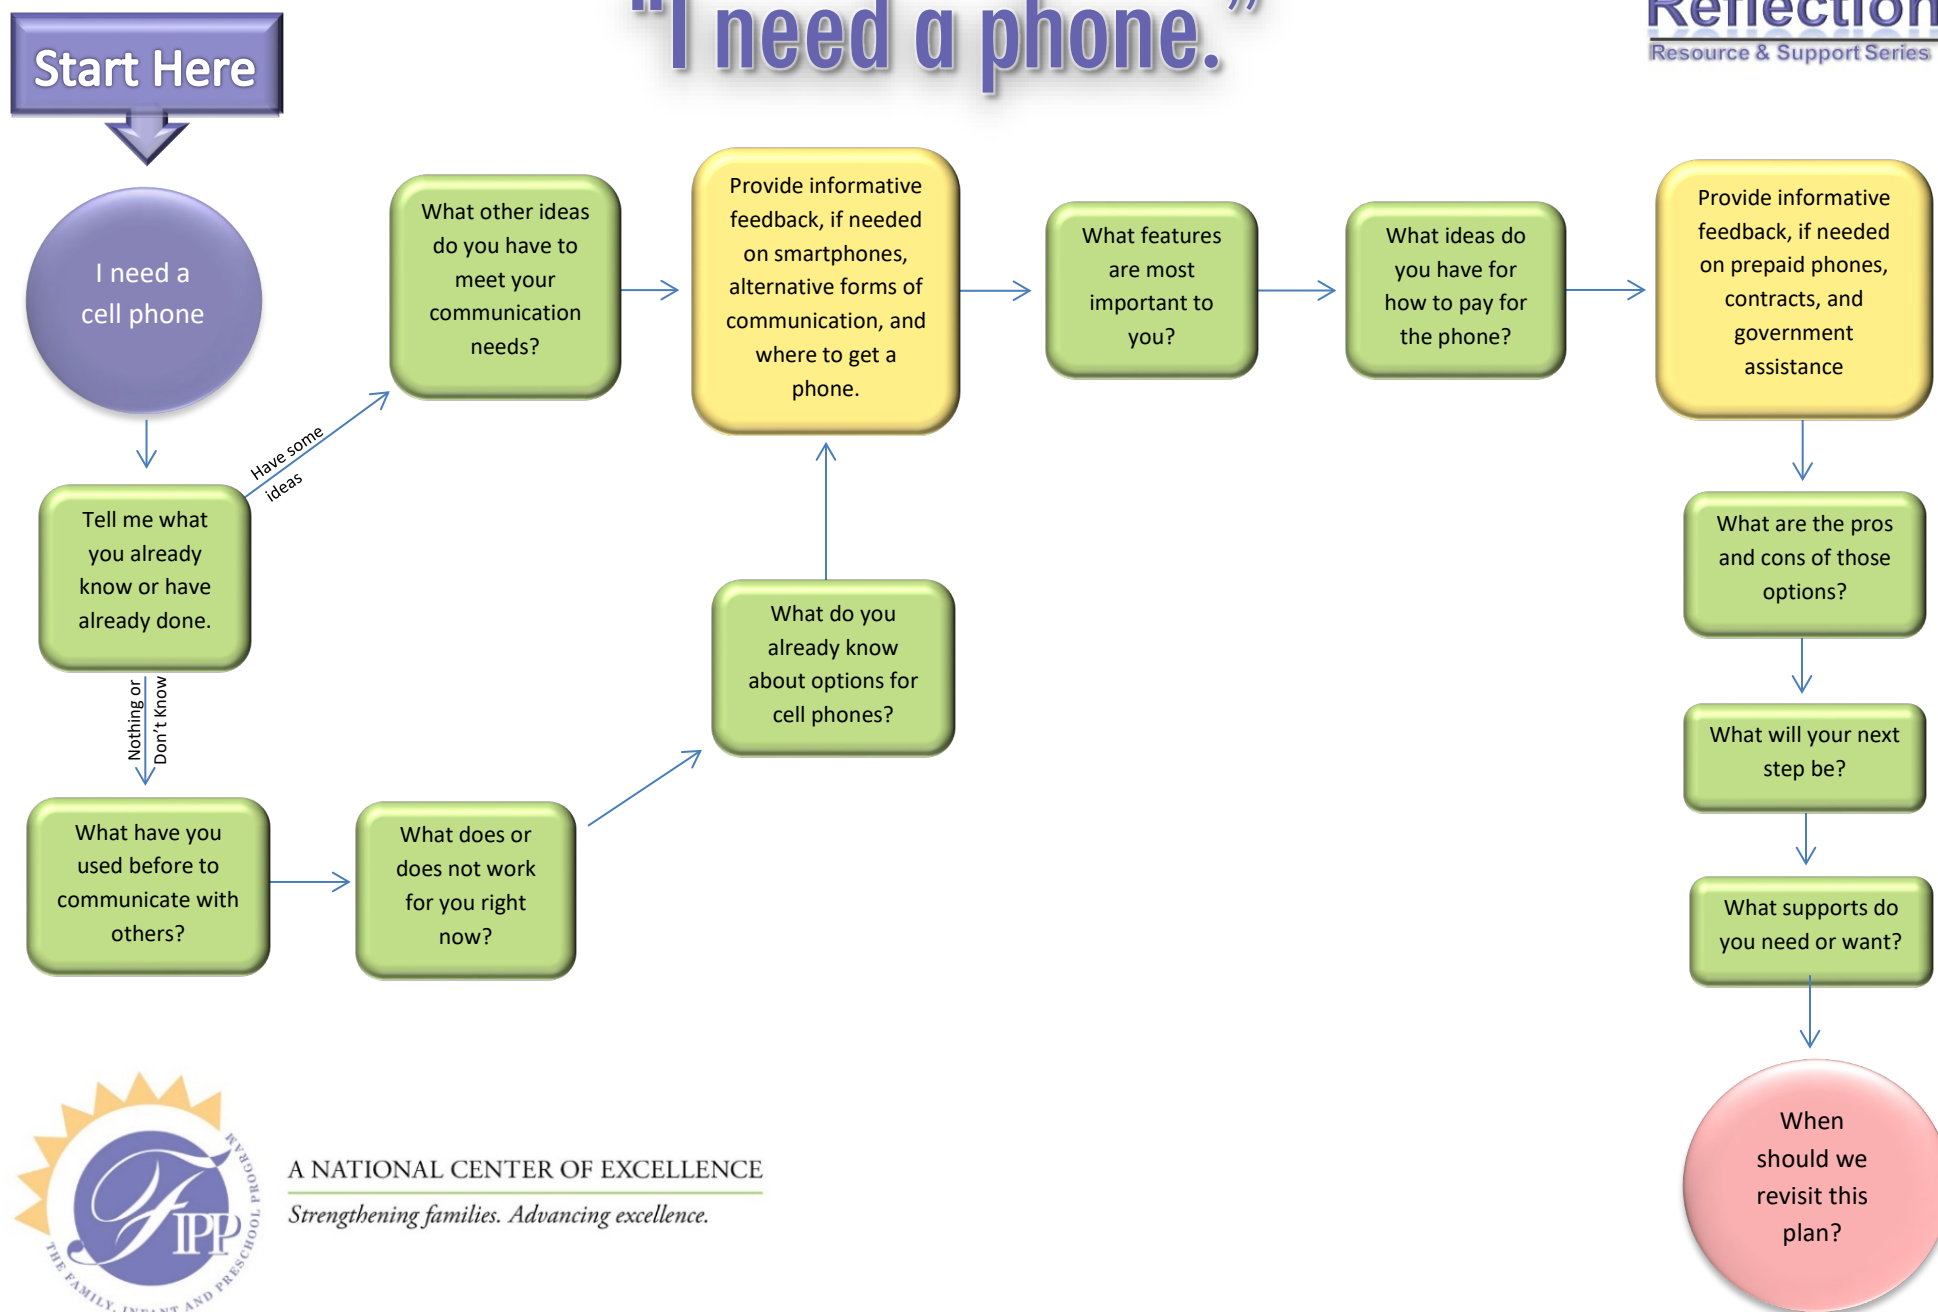 "I need a phone."
Reflection
Resource & Support Series
Start Here
I need a
cell phone
Tell me what
you already
know or have
already done.
Have some
ideas
What other ideas
do you have to
meet your
communication
needs?
Nothing or
Don't Know
What have you
used before to
communicate with
others?
What does or
does not work
for you right
now?
What do you
already know
about options for
cell phones?
Provide informative
feedback, if needed
on smartphones,
alternative forms of
communication, and
where to get a
phone.
What features
are most
important to
you?
What ideas do
you have for
how to pay for
the phone?
Provide informative
feedback, if needed
on prepaid phones,
contracts, and
government
assistance
What are the pros
and cons of those
options?
What will your next
step be?
What supports do
you need or want?
When
should we
revisit this
plan?
FIPP
THE FAMILY, INFANT AND PRESCHOOL PROGRAM
A NATIONAL CENTER OF EXCELLENCE
Strengthening families. Advancing excellence.